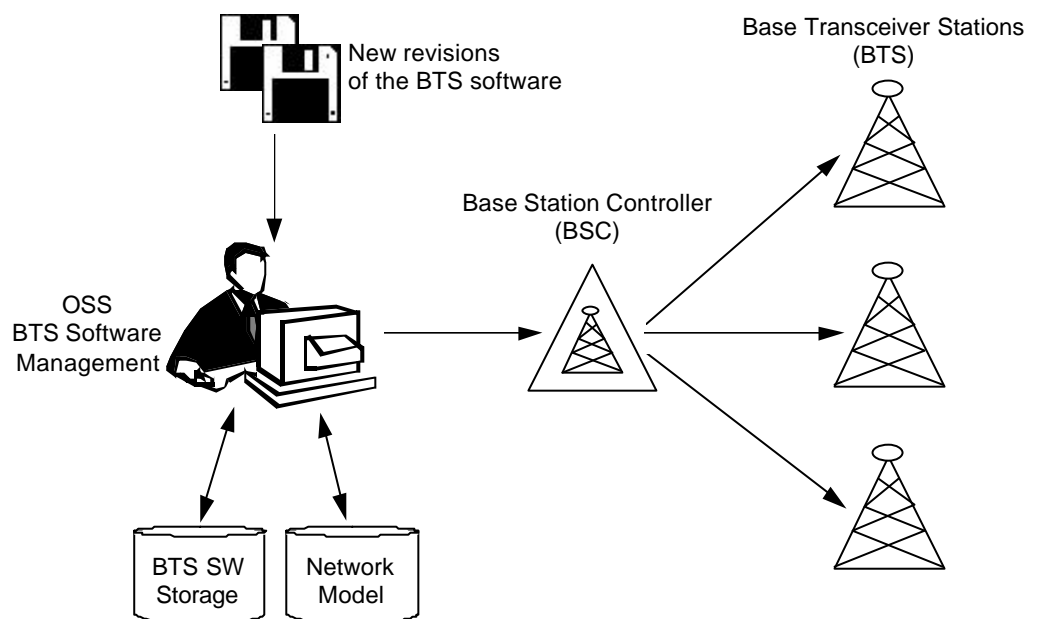 New revisions
of the BTS software
Base Transceiver Stations
(BTS)
Base Station Controller
(BSC)
OSS
BTS Software
Management
BTS SW
Storage
Network
Model